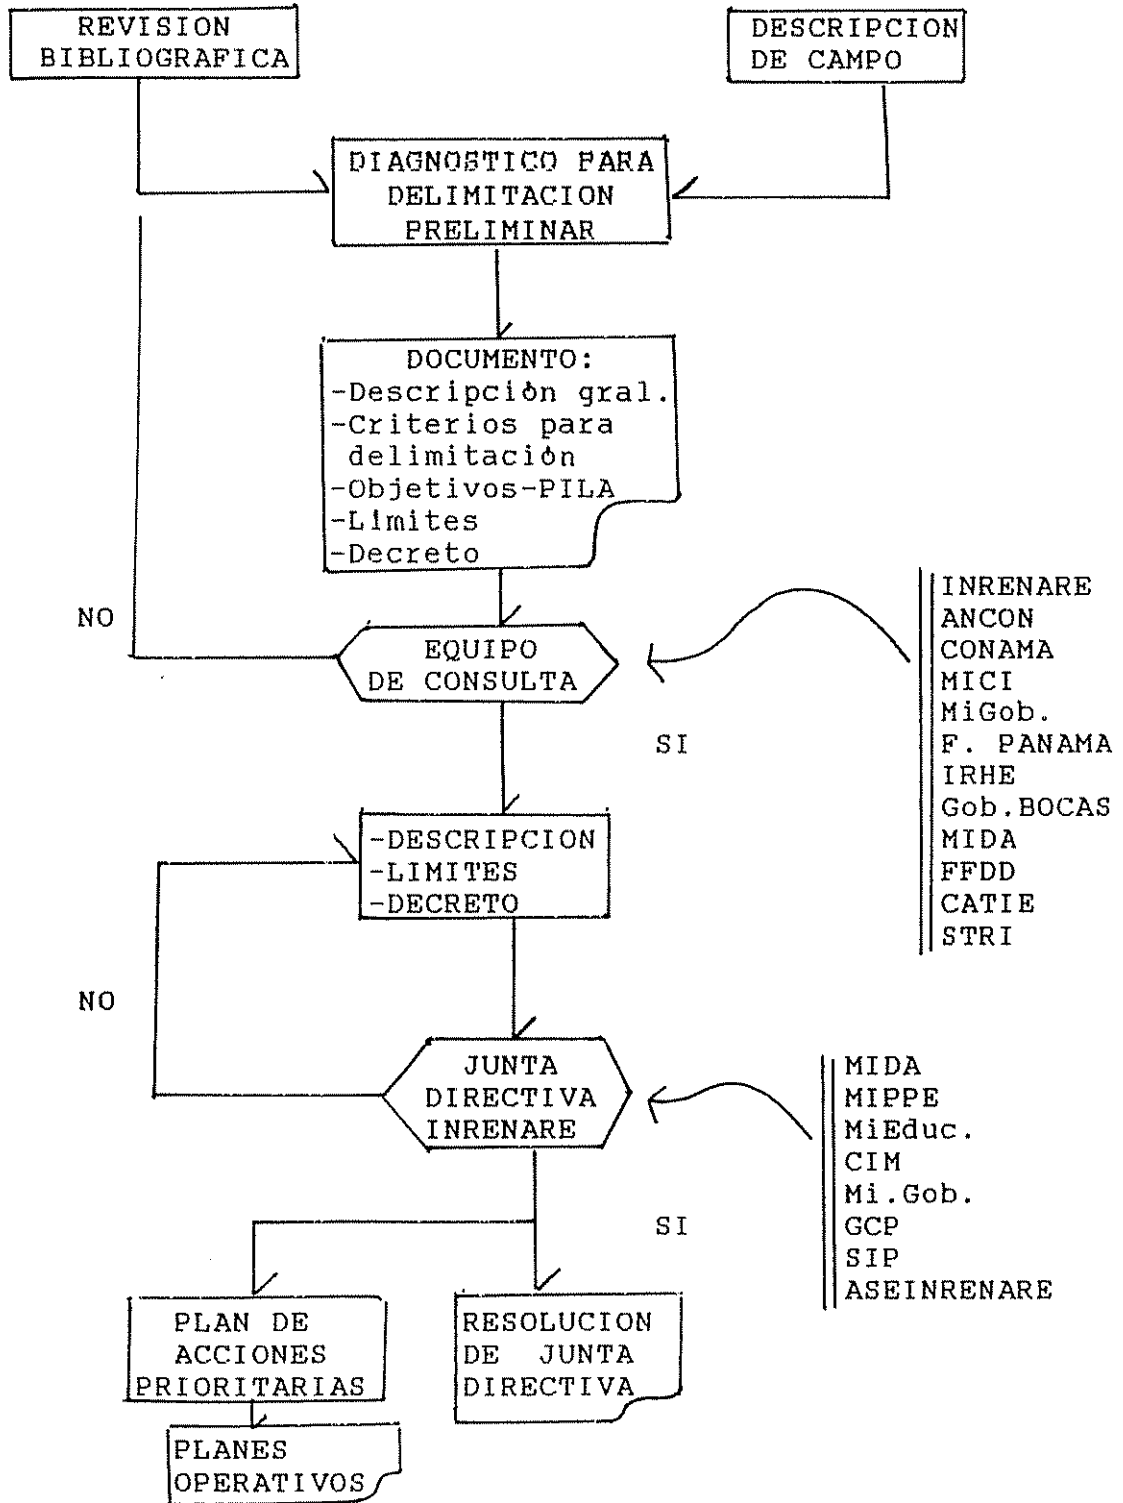 REVISION
BIBLIOGRAFICA
DESCRIPCION
DE CAMPO
DIAGNOSTICO PARA
DELIMITACION
PRELIMINAR
DOCUMENTO:
-Descripción gral.
-Criterios para
delimitación
-Objetivos-PILA
-Límites
-Decreto
NO
EQUIPO
DE CONSULTA
SI
INRENARE
ANCON
CONAMA
MICI
MiGob.
F. PANAMA
IRHE
Gob.BOCAS
MIDA
FFDD
CATIE
STRI
-DESCRIPCION
-LIMITES
-DECRETO
NO
JUNTA
DIRECTIVA
INRENARE
SI
MIDA
MIPPE
MiEduc.
CIM
Mi.Gob.
GCP
SIP
ASEINRENARE
PLAN DE
ACCIONES
PRIORITARIAS
RESOLUCION
DE JUNTA
DIRECTIVA
PLANES
OPERATIVOS